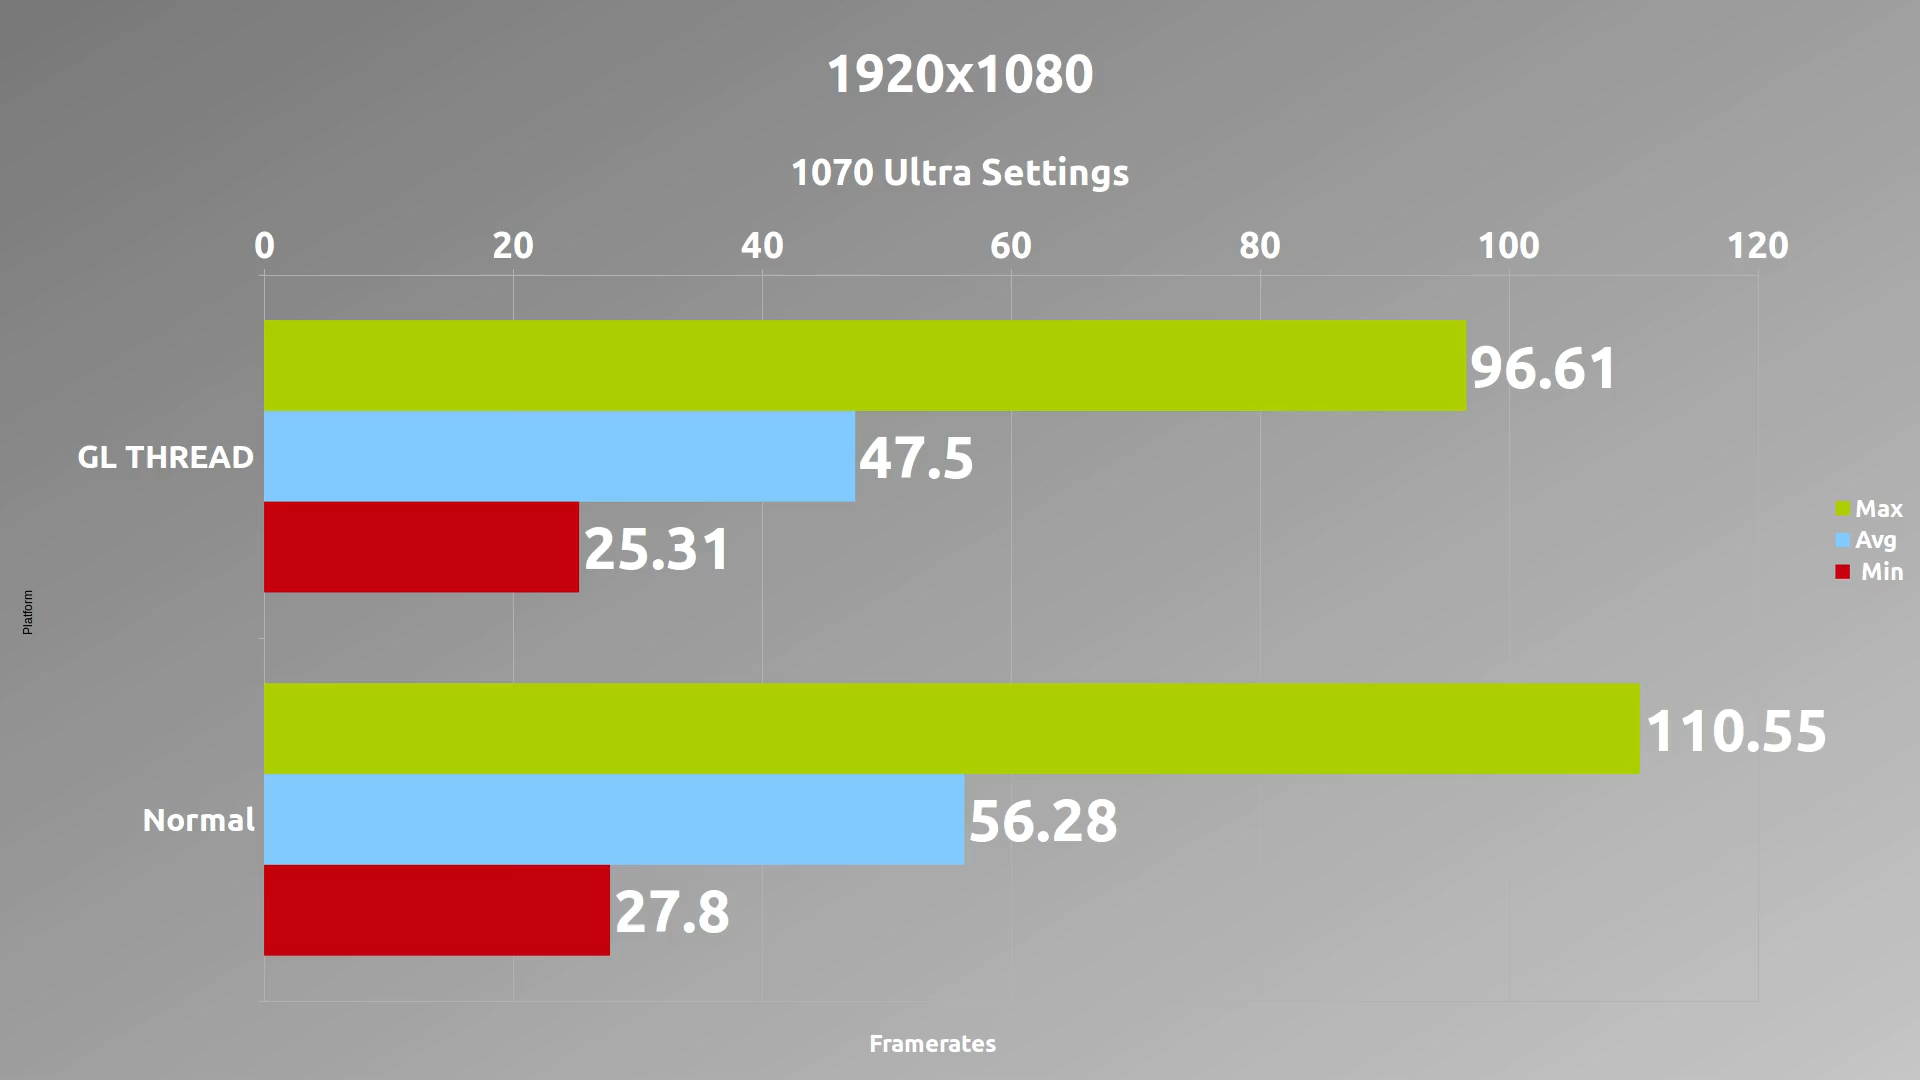 1920x1080
1070 Ultra Settings
0 20 40 60 80 100 120
96.61
GL THREAD
47.5
25.31
Max
Avg
Min
Platform
110.55
Normal
56.28
27.8
Framerates